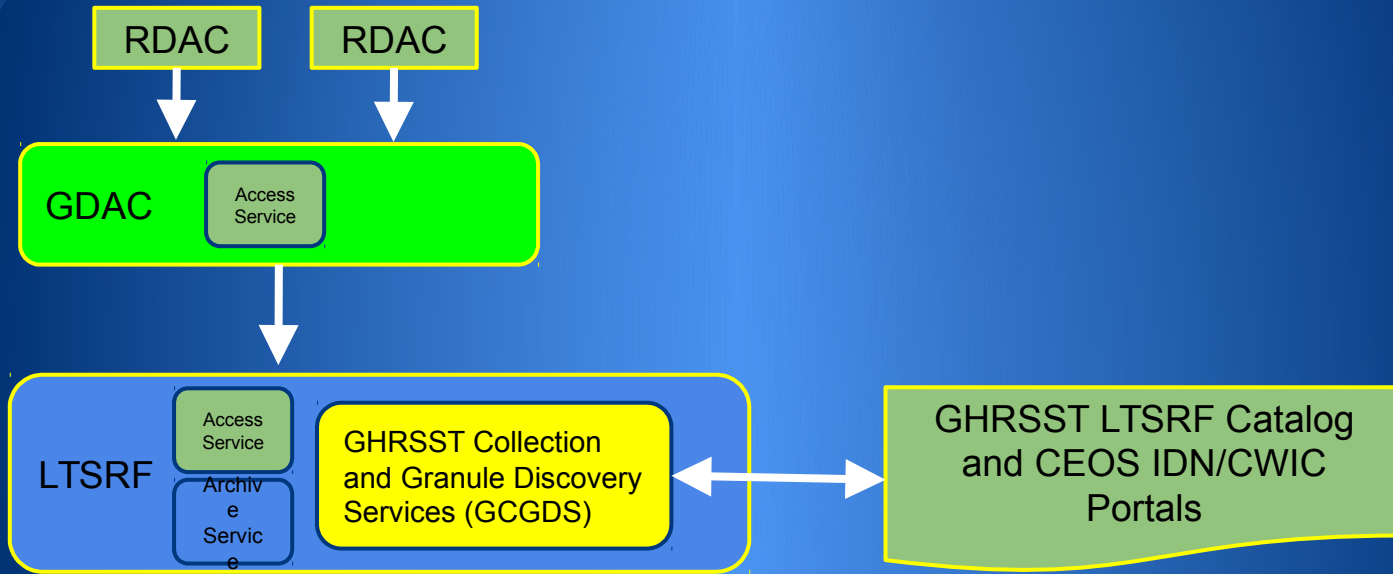 RDAC
RDAC
GDAC
Access
Service
LTSRF
Access
Service
Archiv
e
Servic
e
GHRSST Collection
and Granule Discovery
Services (GCGDS)
GHRSST LTSRF Catalog
and CEOS IDN/CWIC
Portals